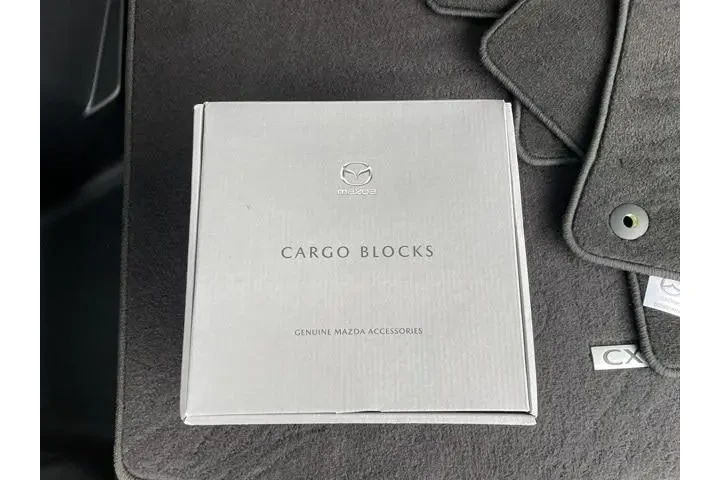 mazda
CARGO BLOCKS
GENUINE MAZDA ACCESSORIES
CX